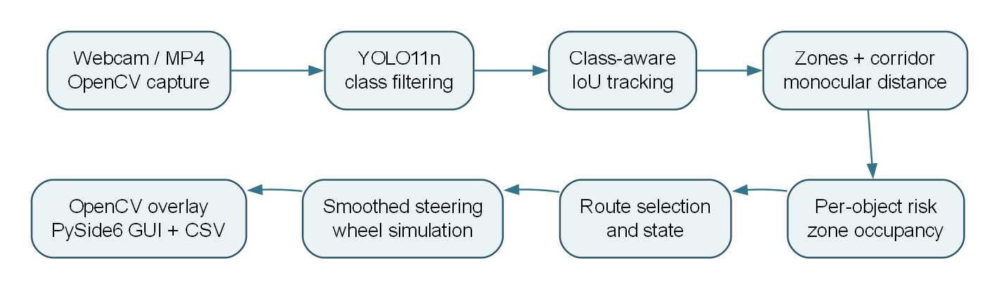 Webcam / MP4
OpenCV capture
YOLO11n
class filtering
Class-aware
IoU tracking
Zones + corridor
monocular distance
Per-object risk
zone occupancy
Route selection
and state
Smoothed steering
wheel simulation
OpenCV overlay
PySide6 GUI + CSV